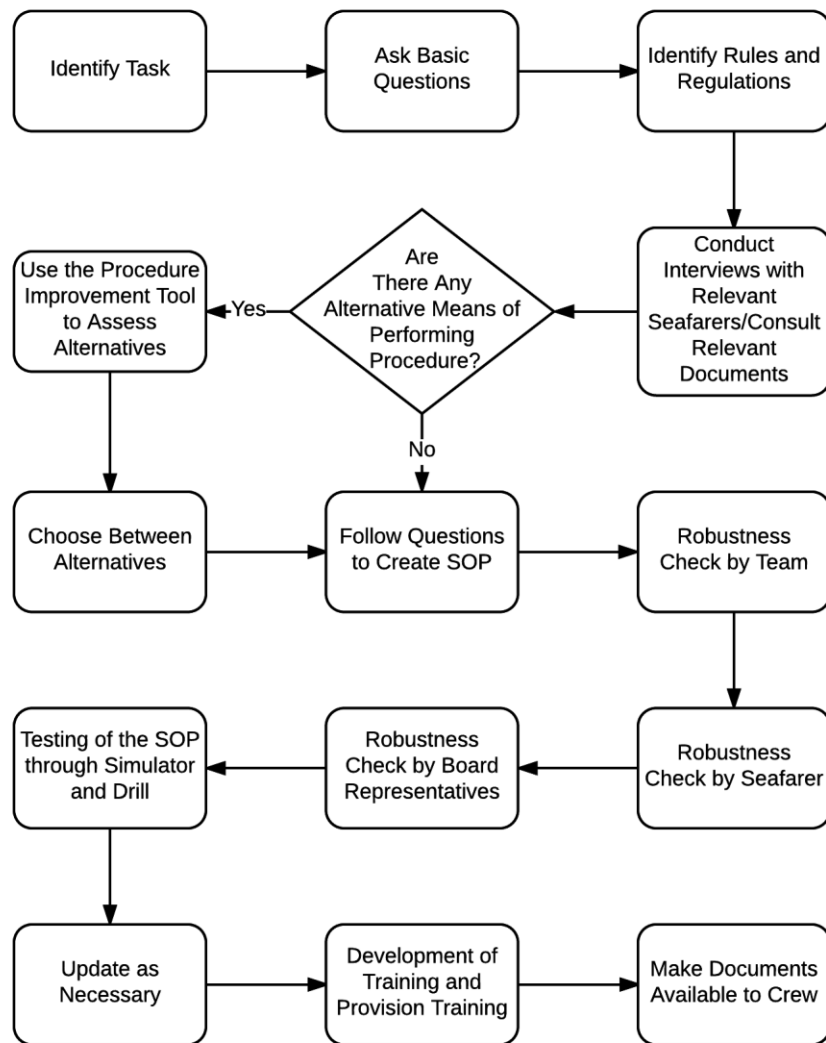 Identify Task
Ask Basic
Questions
Identify Rules and
Regulations
Conduct
Interviews with
Relevant
Seafarers/Consult
Relevant
Documents
Are
There Any
Alternative Means of
Performing
Procedure?
Yes
Use the Procedure
Improvement Tool
to Assess
Alternatives
No
Choose Between
Alternatives
Follow Questions
to Create SOP
Robustness
Check by Team
Robustness
Check by Seafarer
Robustness
Check by Board
Representatives
Testing of the SOP
through Simulator
and Drill
Update as
Necessary
Development of
Training and
Provision Training
Make Documents
Available to Crew